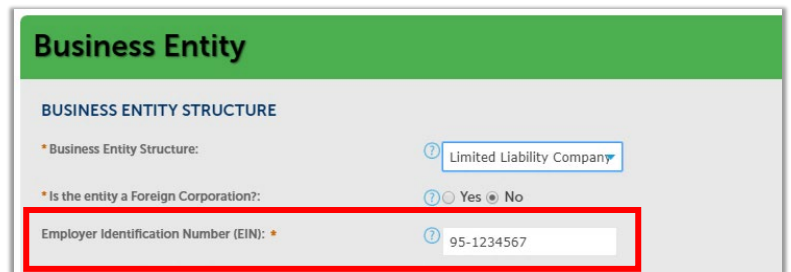 Business Entity
BUSINESS ENTITY STRUCTURE
* Business Entity Structure: ? Limited Liability Company
* Is the entity a Foreign Corporation?: ? Yes No
Employer Identification Number (EIN): * ? 95-1234567